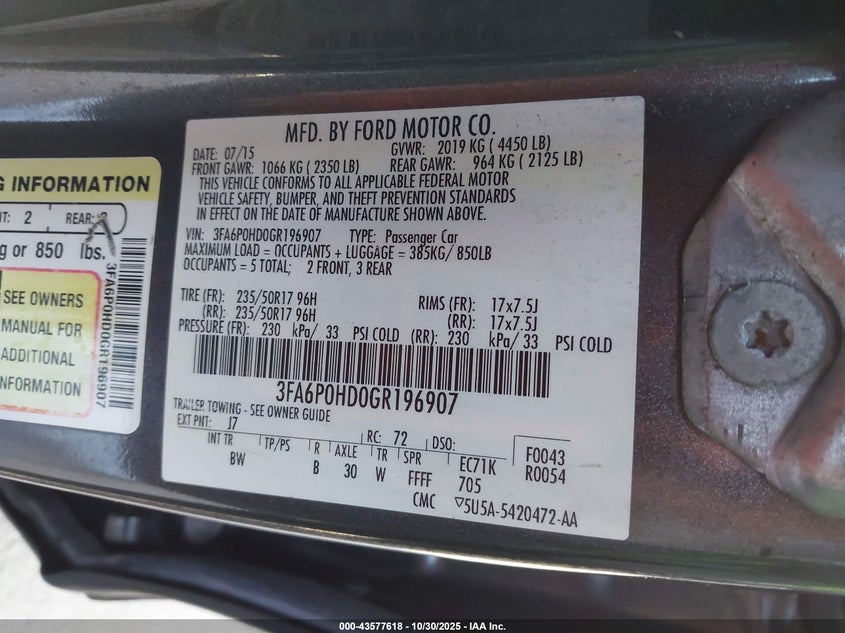 MFD. BY FORD MOTOR CO.
DATE: 07/15
GVWR: 2019 KG ( 4450 LB)
FRONT GAWR: 1066 KG ( 2350 LB)
REAR GAWR: 964 KG ( 2125 LB)
THIS VEHICLE CONFORMS TO ALL APPLICABLE FEDERAL MOTOR
VEHICLE SAFETY, BUMPER, AND THEFT PREVENTION STANDARDS
IN EFFECT ON THE DATE OF MANUFACTURE SHOWN ABOVE.
VIN: 3FA6P0HD0GR196907 TYPE: Passenger Car
MAXIMUM LOAD = OCCUPANTS + LUGGAGE = 385KG/ 850LB
OCCUPANTS = 5 TOTAL; 2 FRONT, 3 REAR
TIRE (FR): 235/50R17 96H RIMS (FR): 17x7.5J
(RR): 235/50R17 96H (RR): 17x7.5J
PRESSURE (FR): 230 kPa/ 33 PSI COLD (RR): 230 kPa/ 33 PSI COLD
3FA6P0HD0GR196907
TRAILER TOWING - SEE OWNER GUIDE
EXT PNT: J7 RC: 72 DSO:
INT TR TP/PS R AXLE TR SPR EC71K F0043
BW B 30 W FFFF 705 R0054
CMC ▽5U5A-5420472-AA
G INFORMATION
NT: 2 REAR:
g or 850 lbs.
SEE OWNERS
MANUAL FOR
ADDITIONAL
INFORMATION
3FA6P0HD0GR196907
000-43577618 - 10/30/2025 - IAA Inc.